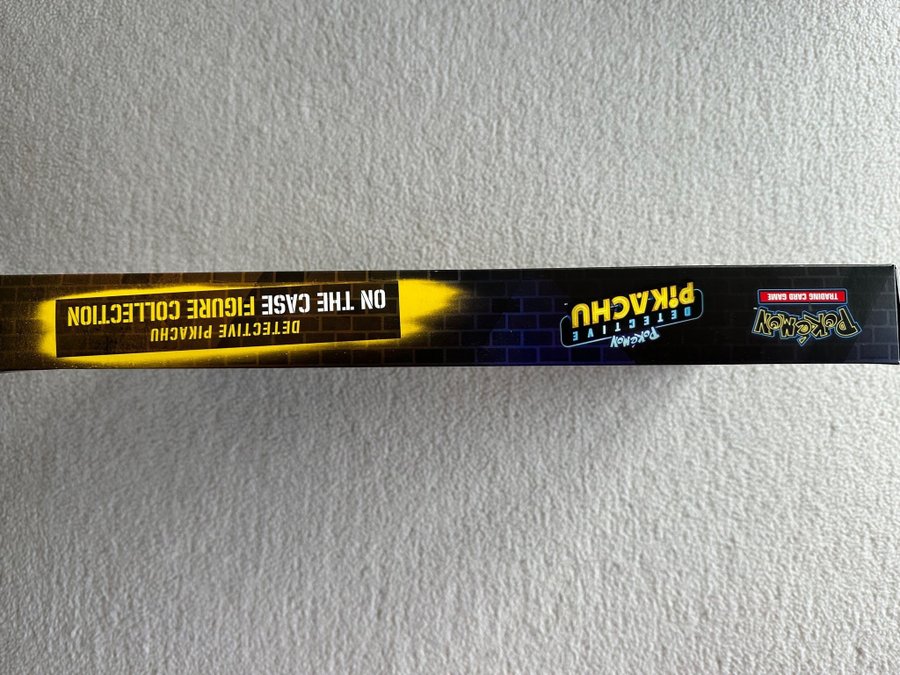 Pokémon
TRADING CARD GAME
POKÉMON
DETECTIVE
PiKACHU
DETECTIVE PIKACHU
ON THE CASE FIGURE COLLECTION